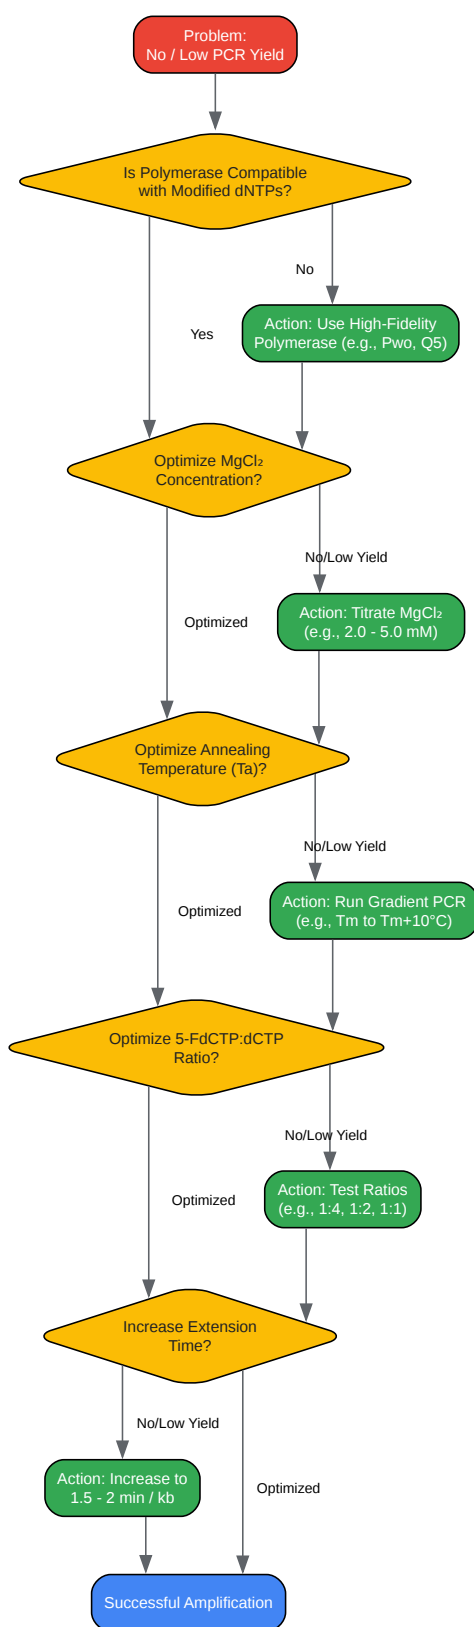 Problem:
No / Low PCR Yield
Is Polymerase Compatible
with Modified dNTPs?
No
Yes
Action: Use High-Fidelity
Polymerase (e.g., Pwo, Q5)
Optimize MgCl₂
Concentration?
No/Low Yield
Optimized
Action: Titrate MgCl₂
(e.g., 2.0 - 5.0 mM)
Optimize Annealing
Temperature (Ta)?
No/Low Yield
Optimized
Action: Run Gradient PCR
(e.g., Tm to Tm+10°C)
Optimize 5-FdCTP:dCTP
Ratio?
No/Low Yield
Optimized
Action: Test Ratios
(e.g., 1:4, 1:2, 1:1)
Increase Extension
Time?
No/Low Yield
Optimized
Action: Increase to
1.5 - 2 min / kb
Successful Amplification